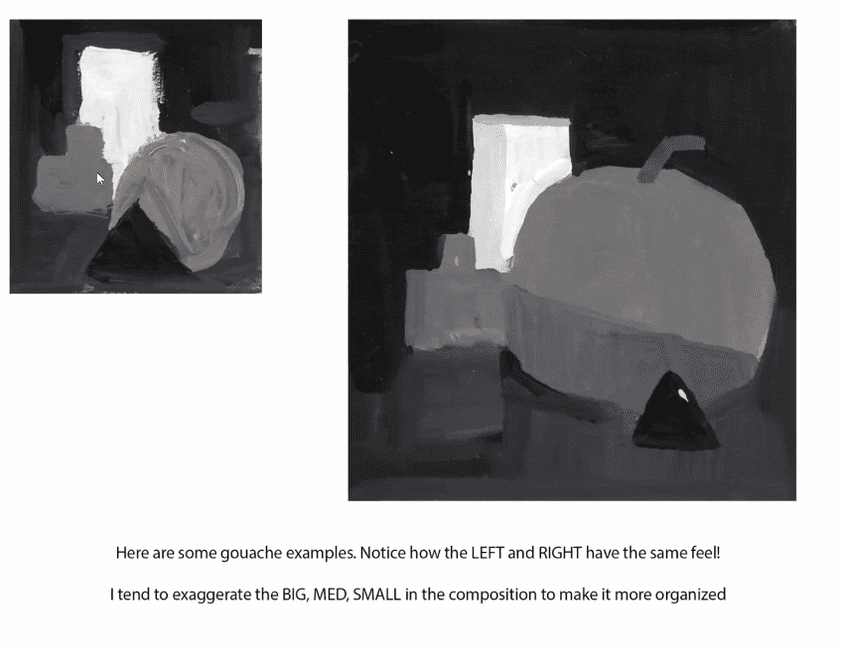 Here are some gouache examples. Notice how the LEFT and RIGHT have the same feel!
I tend to exaggerate the BIG, MED, SMALL in the composition to make it more organized